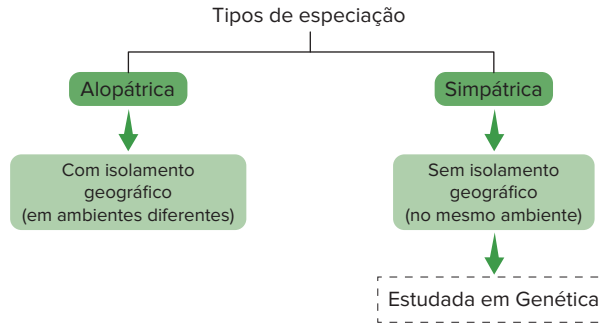 Tipos de especiação
Alopátrica
Simpátrica
Com isolamento
geográfico
(em ambientes diferentes)
Sem isolamento
geográfico
(no mesmo ambiente)
Estudada em Genética